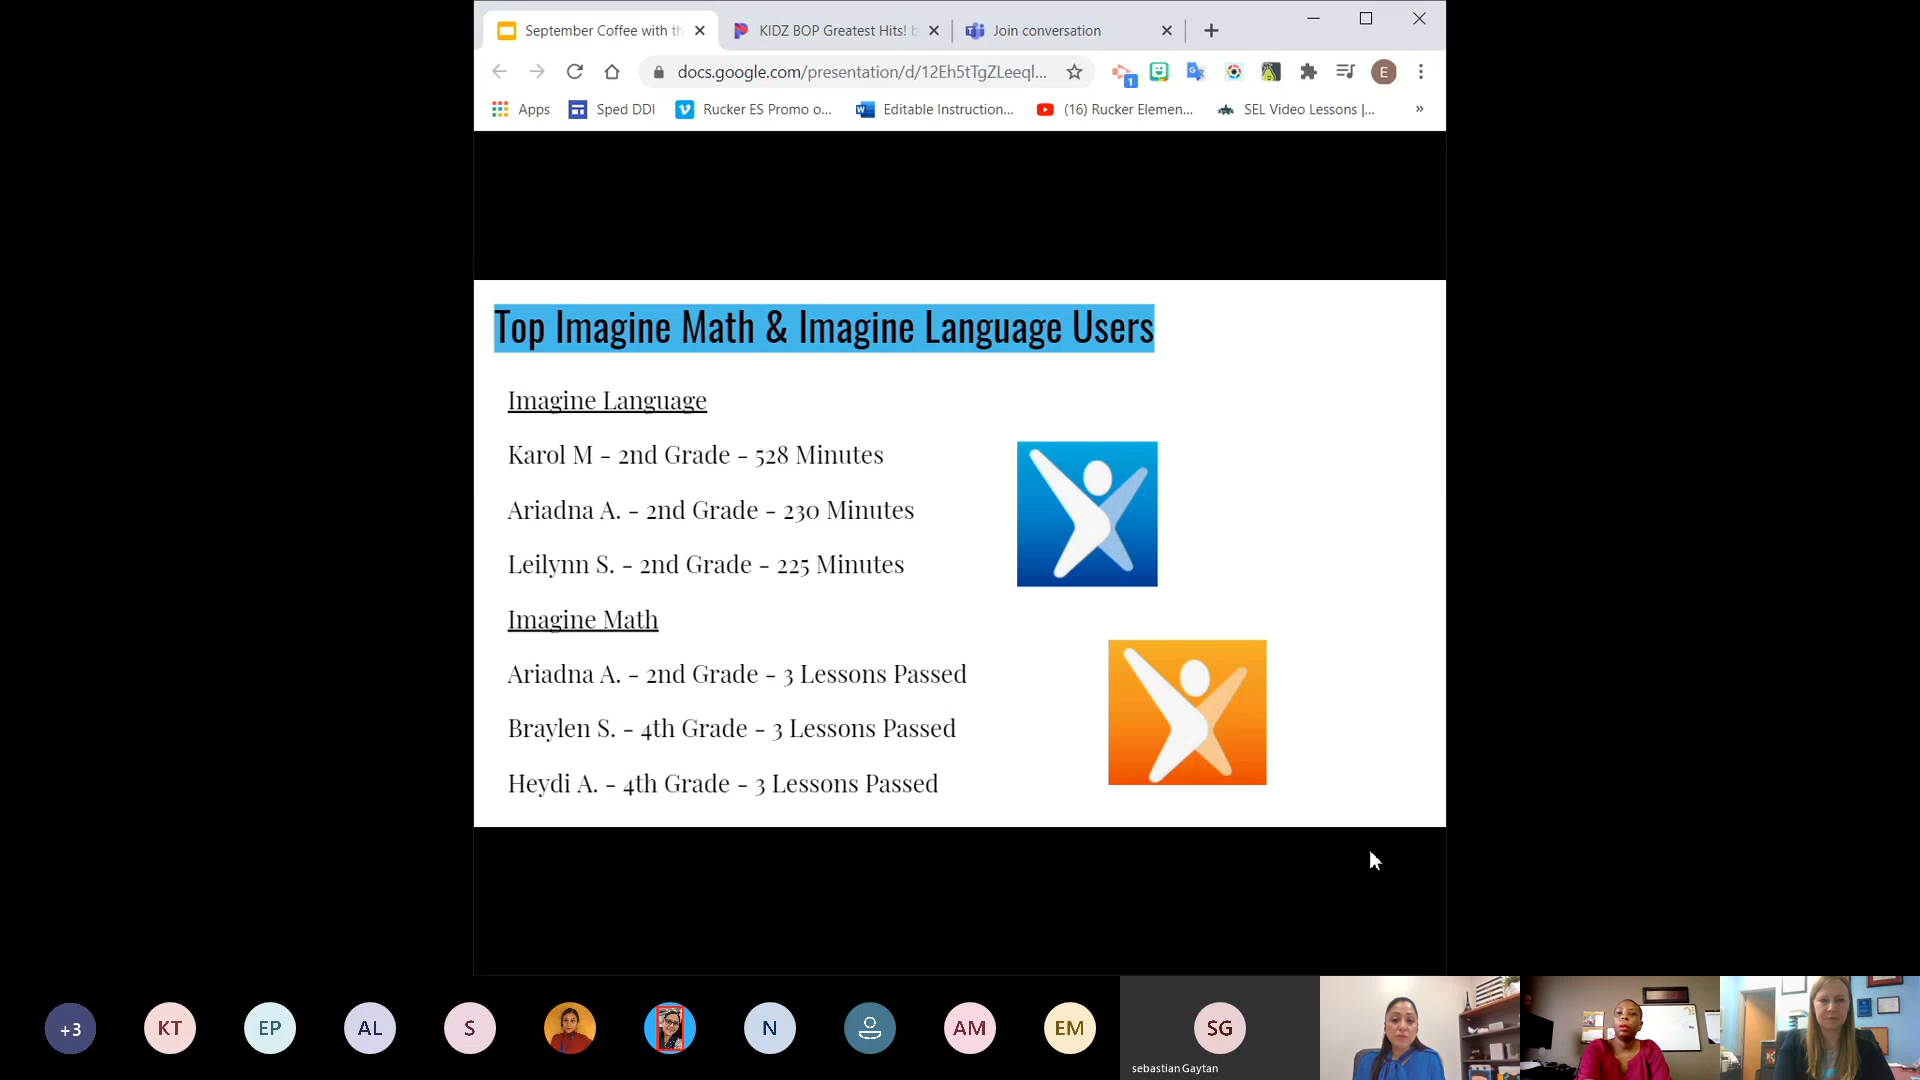 September Coffee with th
KIDZ BOP Greatest Hits! b
Join conversation
docs.google.com/presentation/d/12Eh5tTgZLeeql...
1
E
Apps
Sped DDI
Rucker ES Promo o...
Editable Instruction...
(16) Rucker Elemen...
SEL Video Lessons |...
»
Top Imagine Math & Imagine Language Users
Imagine Language
Karol M - 2nd Grade - 528 Minutes
Ariadna A. - 2nd Grade - 230 Minutes
Leilynn S. - 2nd Grade - 225 Minutes
Imagine Math
Ariadna A. - 2nd Grade - 3 Lessons Passed
Braylen S. - 4th Grade - 3 Lessons Passed
Heydi A. - 4th Grade - 3 Lessons Passed
+3
KT
EP
AL
S
N
AM
EM
SG
sebastian Gaytan